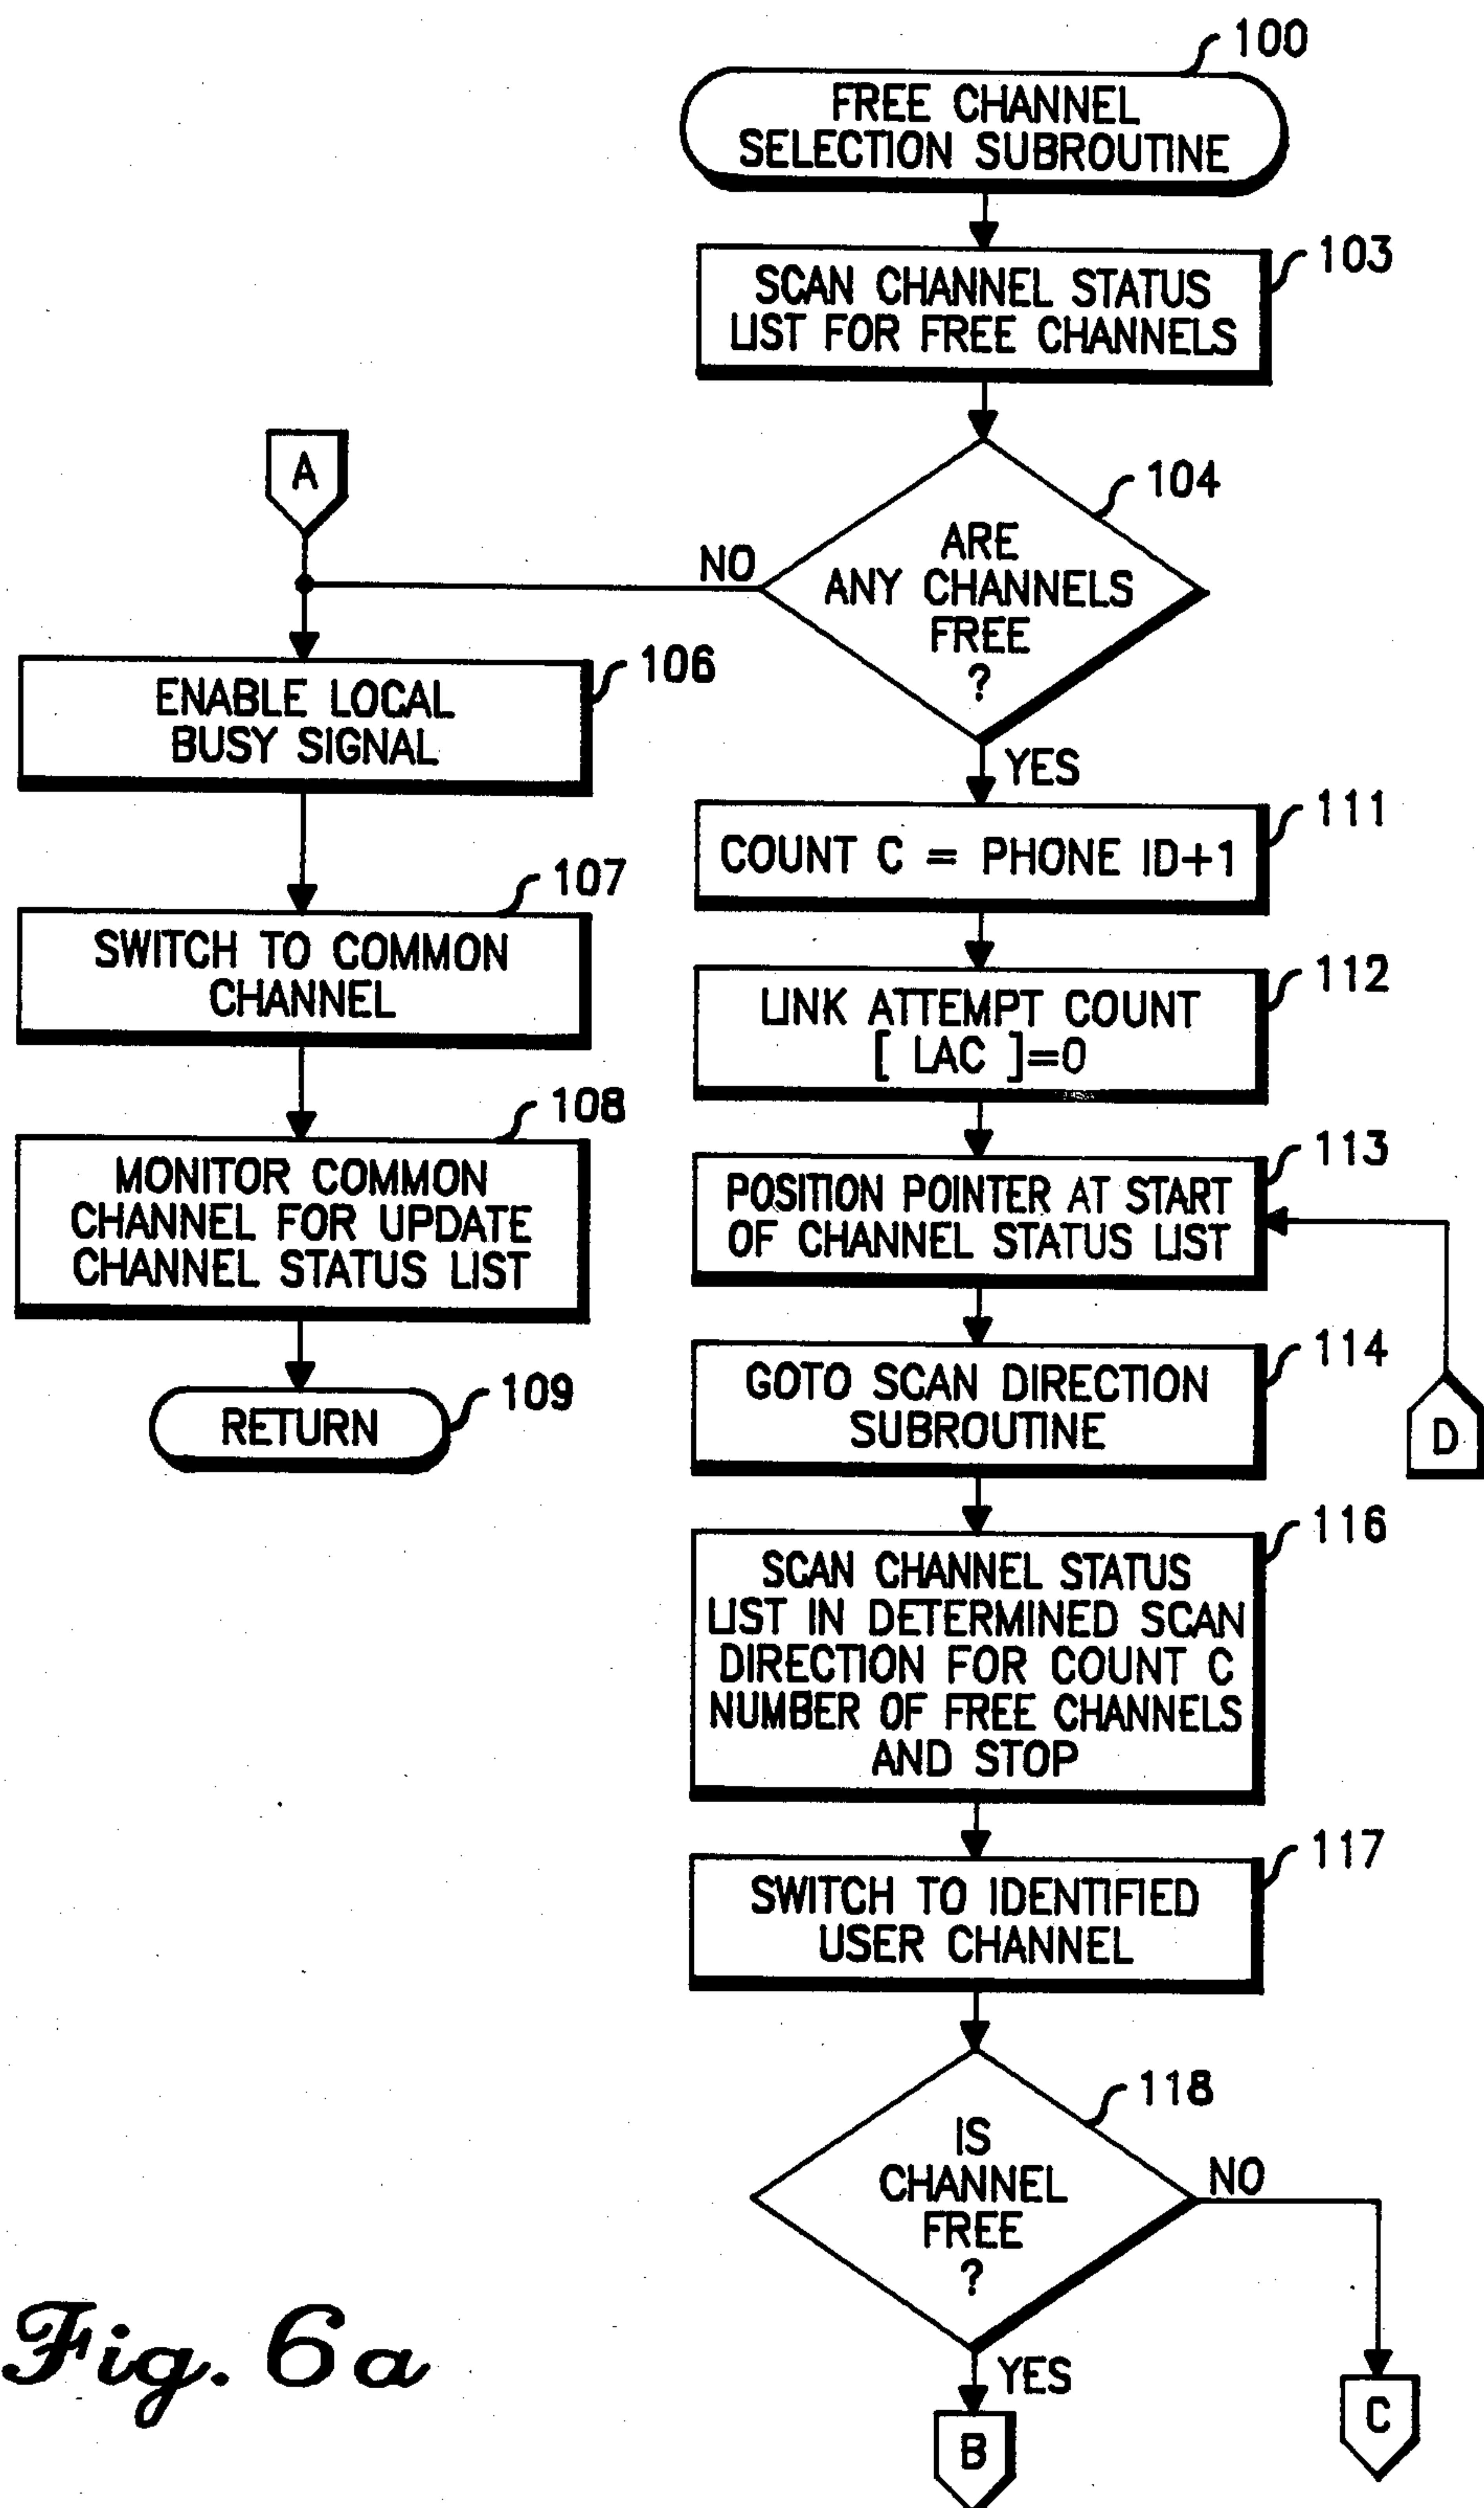 100
FREE CHANNEL
SELECTION SUBROUTINE
103
SCAN CHANNEL STATUS
LIST FOR FREE CHANNELS
A
104
ARE
ANY CHANNELS
FREE
?
NO
YES
106
ENABLE LOCAL
BUSY SIGNAL
107
SWITCH TO COMMON
CHANNEL
108
MONITOR COMMON
CHANNEL FOR UPDATE
CHANNEL STATUS LIST
109
RETURN
111
COUNT C = PHONE ID+1
112
LINK ATTEMPT COUNT
[ LAC ]=0
113
POSITION POINTER AT START
OF CHANNEL STATUS LIST
114
GOTO SCAN DIRECTION
SUBROUTINE
D
116
SCAN CHANNEL STATUS
LIST IN DETERMINED SCAN
DIRECTION FOR COUNT C
NUMBER OF FREE CHANNELS
AND STOP
117
SWITCH TO IDENTIFIED
USER CHANNEL
118
IS
CHANNEL
FREE
?
NO
YES
C
B
Fig. 6a